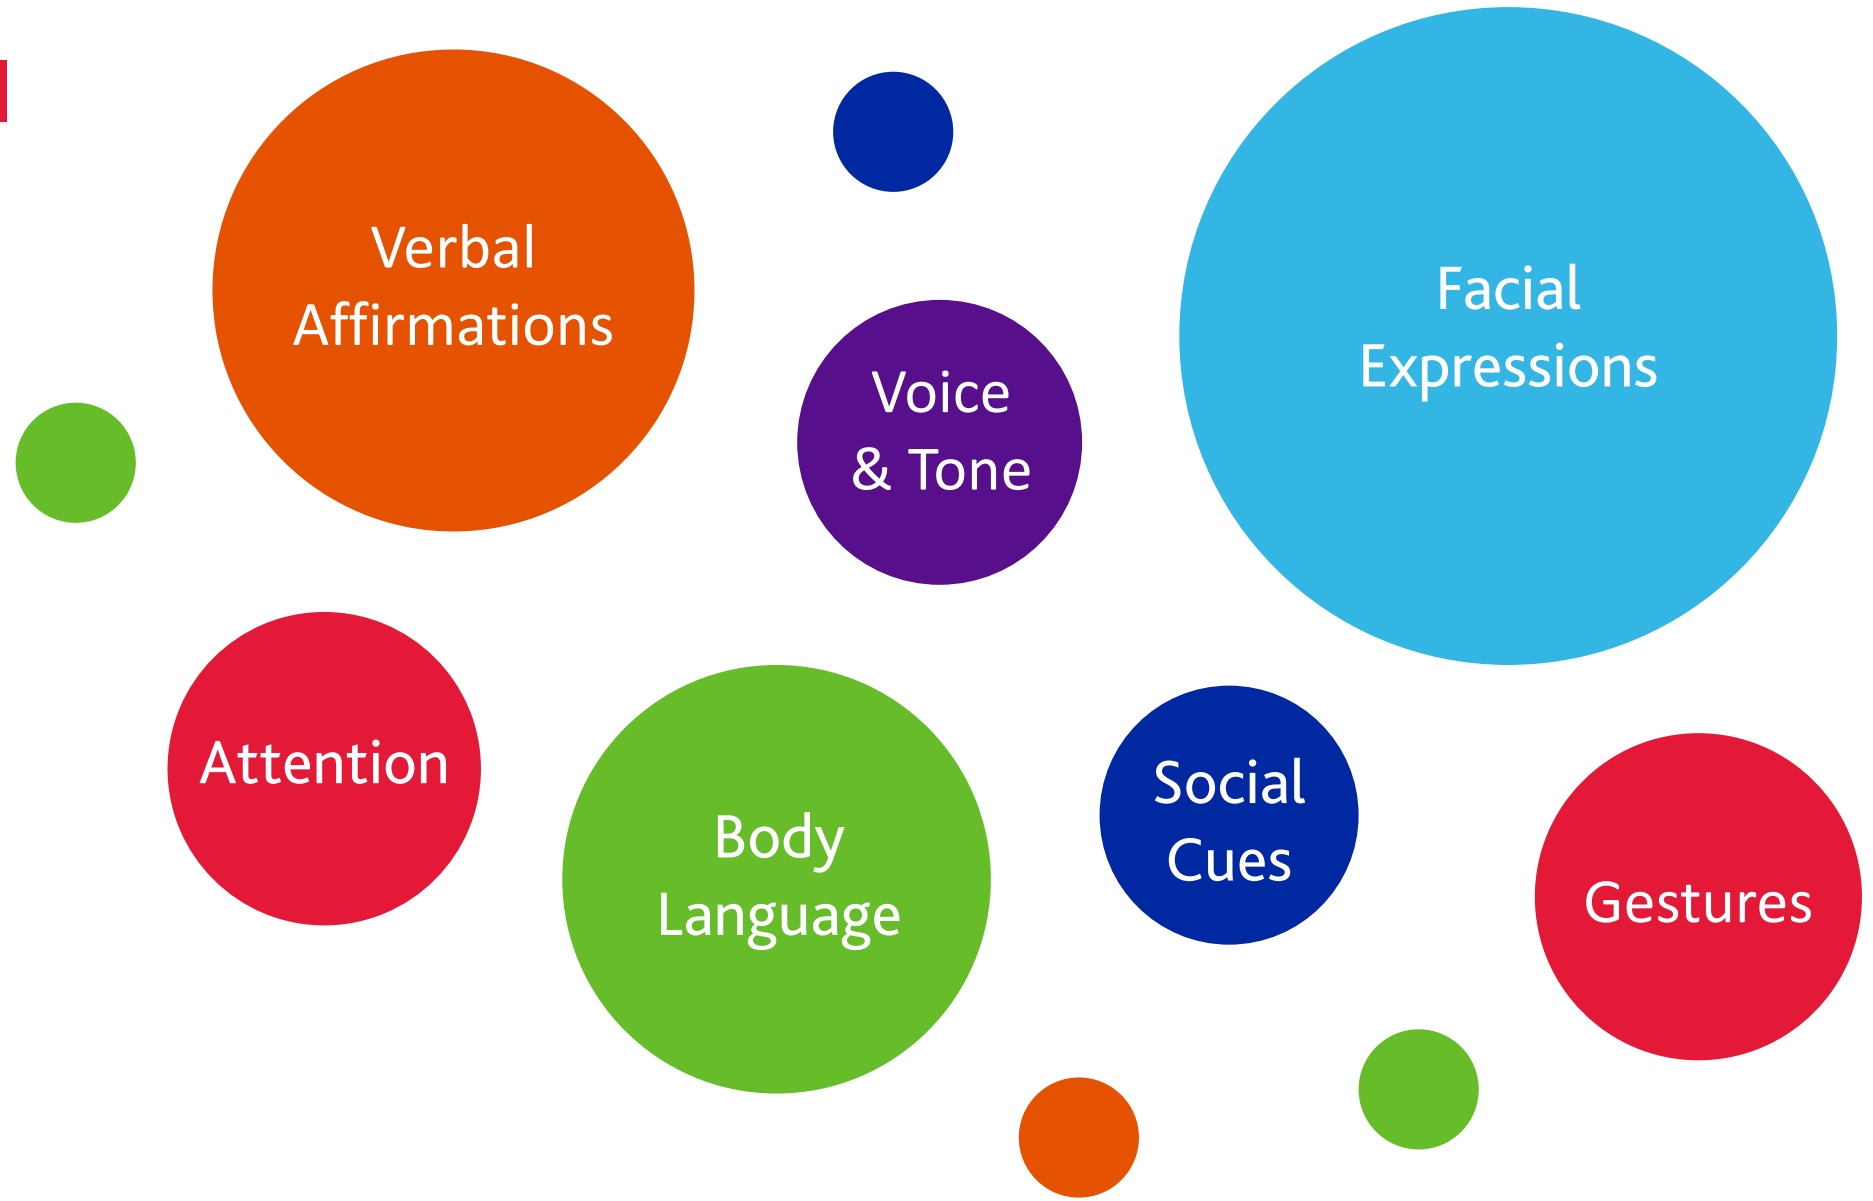 Verbal
Affirmations
Voice
& Tone
Facial
Expressions
Attention
Body
Language
Social
Cues
Gestures